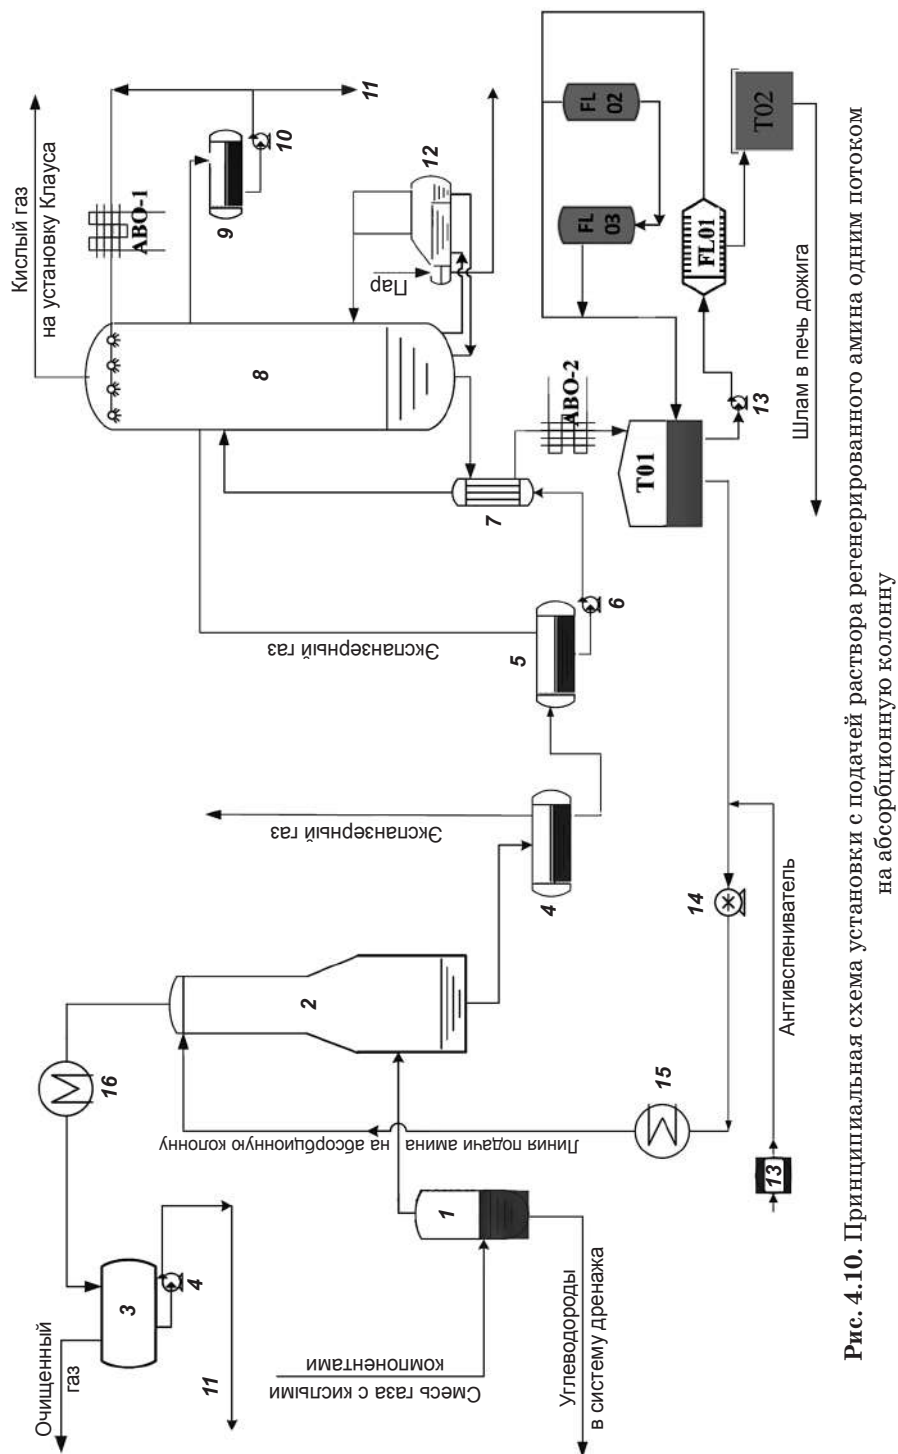 Кислый газ
на установку Клауса
11
АВО-1
10
9
12
Пар
8
FL
02
FL
03
FL01
T02
АВО-2
T01
13
Шлам в печь дожига
7
6
5
Экспанзерный газ
Экспанзерный газ
4
14
Антивспениватель
2
16
15
Линия подачи амина на абсорбционную колонну
13
1
3
4
Очищенный
газ
11
Смесь газа с кислыми
компонентами
Углеводороды
в систему дренажа
Рис. 4.10. Принципиальная схема установки с подачей раствора регенерированного амина одним потоком
на абсорбционную колонну